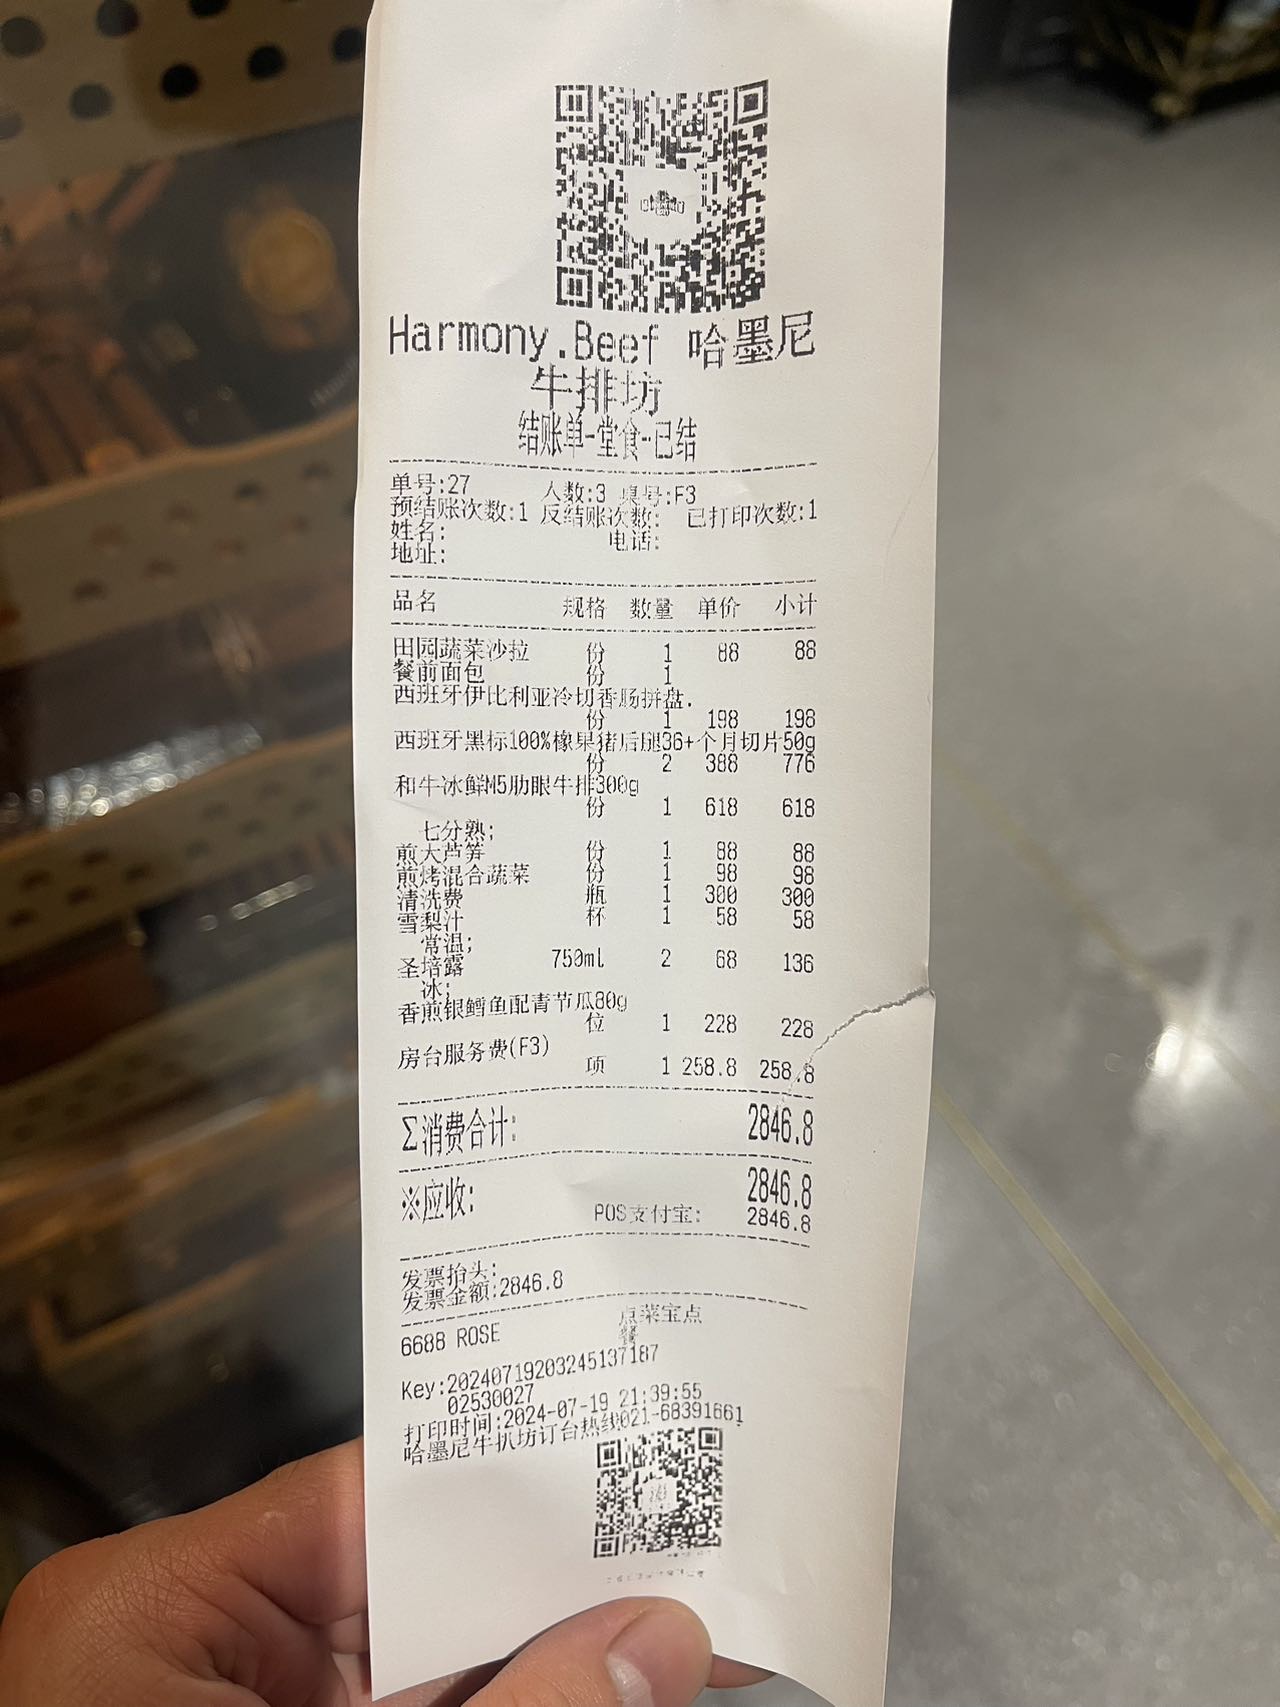 Harmony.Beef 哈墨尼
牛排坊
结账单-堂食-已结
单号:27 人数:3 桌号:F3
预结账次数:1 反结账次数: 已打印次数:1
姓名: 电话:
地址:
品名 规格 数量 单价 小计
田园蔬菜沙拉 份 1 88 88
餐前面包 份 1
西班牙伊比利亚冷切香肠拼盘.
份 1 198 198
西班牙黑标100%橡果猪后腿36+个月切片50g
份 2 388 776
和牛冰鲜M5肋眼牛排300g
份 1 618 618
七分熟;
煎大芦笋 份 1 88 88
煎烤混合蔬菜 份 1 98 98
清洗费 瓶 1 300 300
雪梨汁 杯 1 58 58
常温;
圣培露 750ml 2 68 136
冰;
香煎银鳕鱼配青节瓜80g
位 1 228 228
房台服务费(F3)
项 1 258.8 258.8
Σ消费合计: 2846.8
※应收: 2846.8
POS支付宝: 2846.8
发票抬头:
发票金额:2846.8
6688 ROSE 点菜宝点
餐
Key:20240719203245137187
02530027
打印时间:2024-07-19 21:39:55
哈墨尼牛扒坊订台热线021-68391661